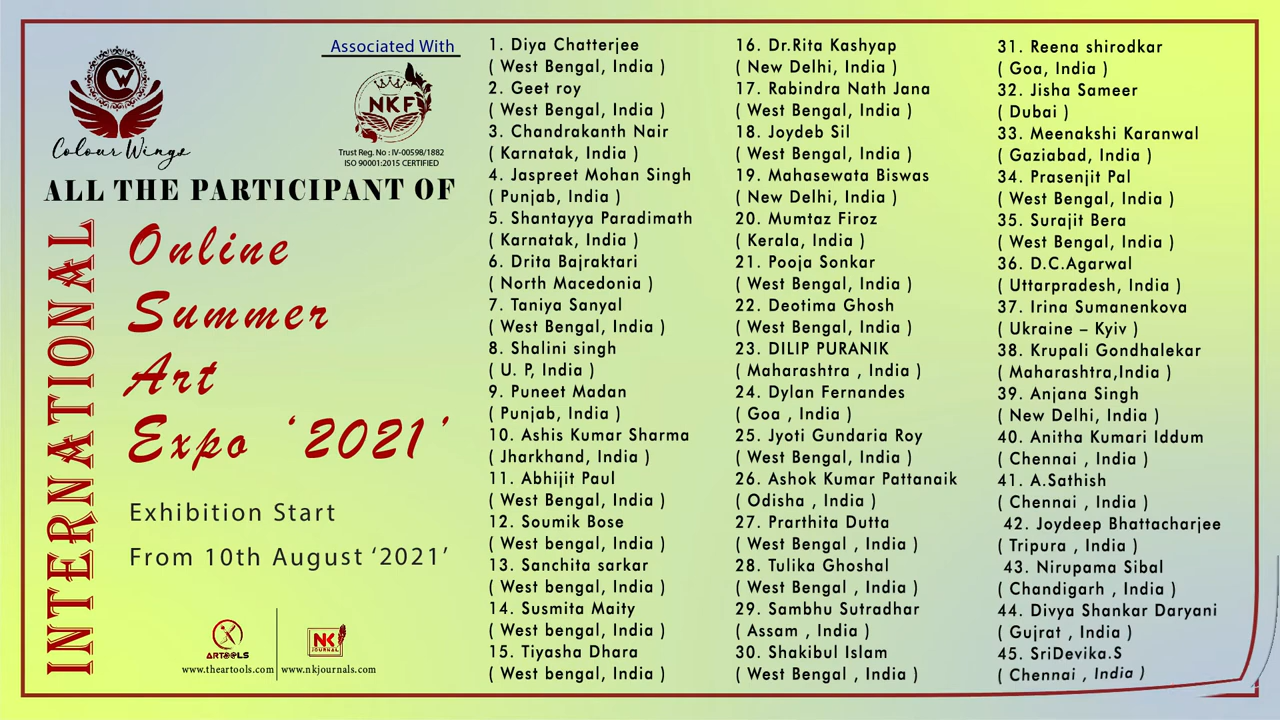 CW
Colour Wings
Associated With
NKF
Trust Reg. No : IV-00598/1882
ISO 90001:2015 CERTIFIED
ALL THE PARTICIPANT OF
INTERNATIONAL
Online
Summer
Art
Expo ‘2021’
Exhibition Start
From 10th August ‘2021’
ARTOOLS
www.theartools.com
NK
JOURNAL
www.nkjournals.com
1. Diya Chatterjee
( West Bengal, India )
2. Geet roy
( West Bengal, India )
3. Chandrakanth Nair
( Karnatak, India )
4. Jaspreet Mohan Singh
( Punjab, India )
5. Shantayya Paradimath
( Karnatak, India )
6. Drita Bajraktari
( North Macedonia )
7. Taniya Sanyal
( West Bengal, India )
8. Shalini singh
( U. P, India )
9. Puneet Madan
( Punjab, India )
10. Ashis Kumar Sharma
( Jharkhand, India )
11. Abhijit Paul
( West Bengal, India )
12. Soumik Bose
( West bengal, India )
13. Sanchita sarkar
( West bengal, India )
14. Susmita Maity
( West bengal, India )
15. Tiyasha Dhara
( West bengal, India )
16. Dr.Rita Kashyap
( New Delhi, India )
17. Rabindra Nath Jana
( West Bengal, India )
18. Joydeb Sil
( West Bengal, India )
19. Mahasewata Biswas
( New Delhi, India )
20. Mumtaz Firoz
( Kerala, India )
21. Pooja Sonkar
( West Bengal, India )
22. Deotima Ghosh
( West Bengal, India )
23. DILIP PURANIK
( Maharashtra , India )
24. Dylan Fernandes
( Goa , India )
25. Jyoti Gundaria Roy
( West Bengal, India )
26. Ashok Kumar Pattanaik
( Odisha , India )
27. Prarthita Dutta
( West Bengal , India )
28. Tulika Ghoshal
( West Bengal , India )
29. Sambhu Sutradhar
( Assam , India )
30. Shakibul Islam
( West Bengal , India )
31. Reena shirodkar
( Goa, India )
32. Jisha Sameer
( Dubai )
33. Meenakshi Karanwal
( Gaziabad, India )
34. Prasenjit Pal
( West Bengal, India )
35. Surajit Bera
( West Bengal, India )
36. D.C.Agarwal
( Uttarpradesh, India )
37. Irina Sumanenkova
( Ukraine – Kyiv )
38. Krupali Gondhalekar
( Maharashtra,India )
39. Anjana Singh
( New Delhi, India )
40. Anitha Kumari Iddum
( Chennai , India )
41. A.Sathish
( Chennai , India )
42. Joydeep Bhattacharjee
( Tripura , India )
43. Nirupama Sibal
( Chandigarh , India )
44. Divya Shankar Daryani
( Gujrat , India )
45. SriDevika.S
( Chennai , India )